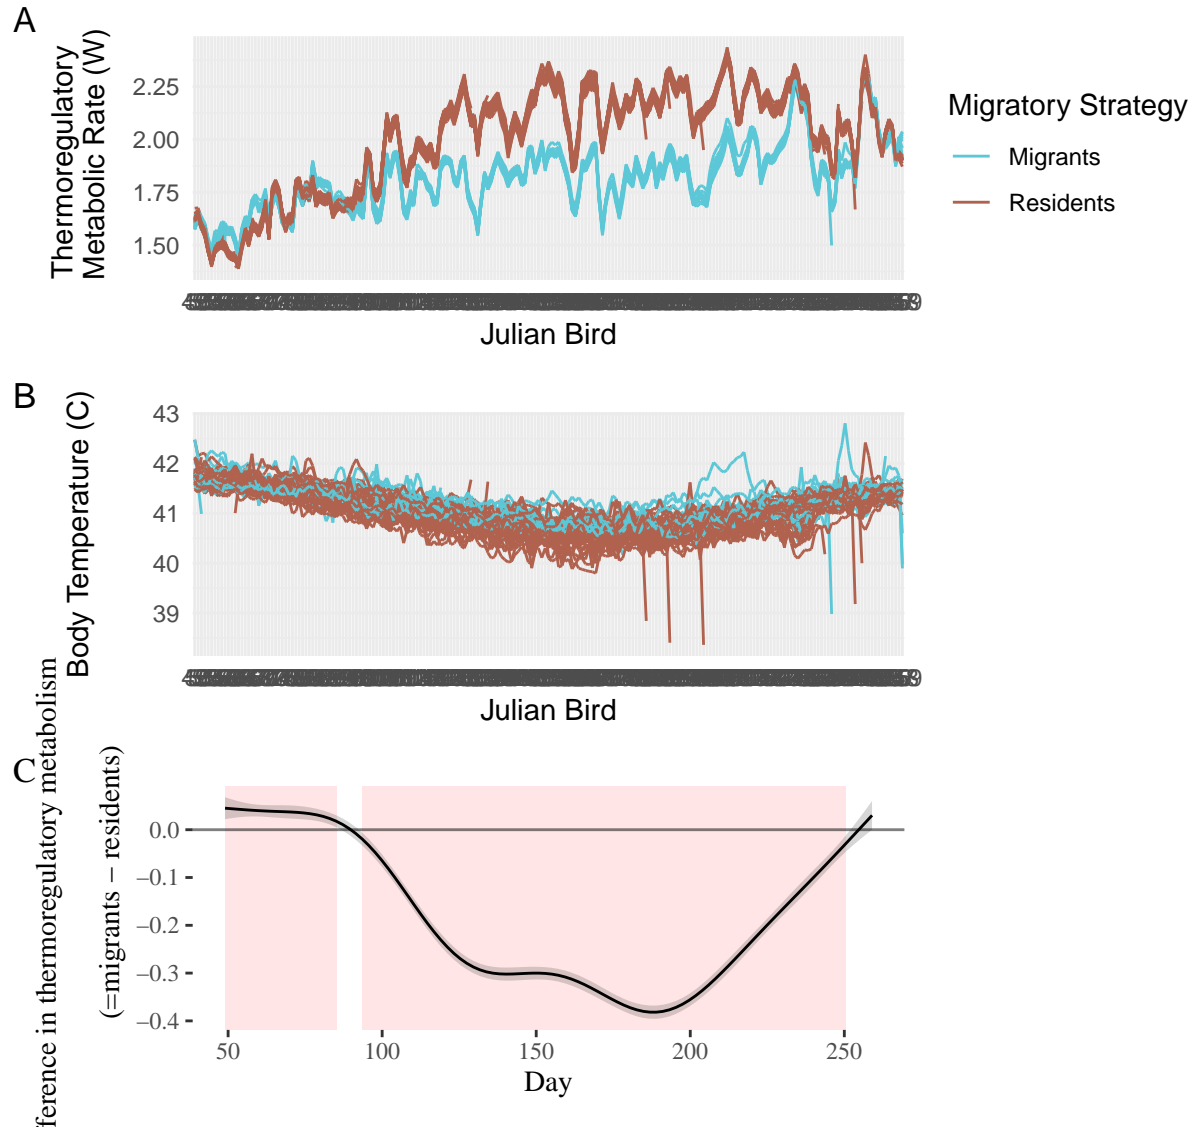 A
Thermoregulatory
Metabolic Rate (W)
2.25
2.00
1.75
1.50
Julian Bird
Migratory Strategy
Migrants
Residents
B
Body Temperature (C)
43
42
41
40
39
Julian Bird
C
fference in thermoregulatory metabolism
(=migrants − residents)
0.0
−0.1
−0.2
−0.3
−0.4
50 100 150 200 250
Day